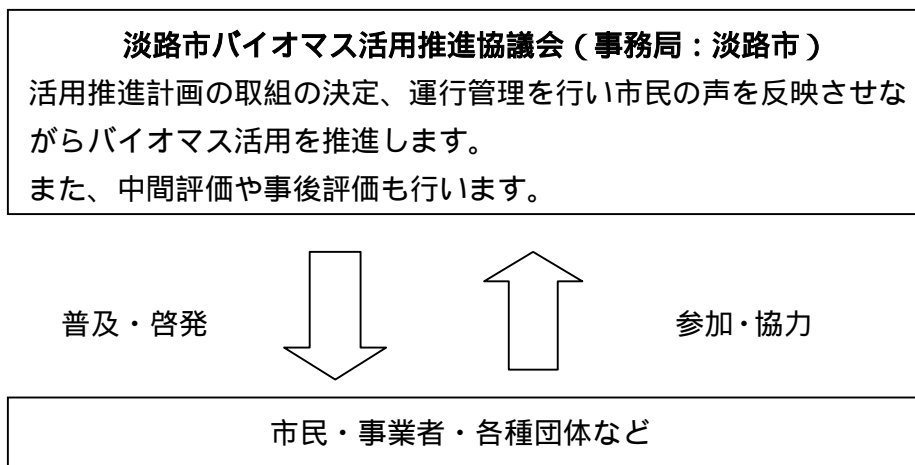 淡路市バイオマス活用推進協議会(事務局:淡路市)
活用推進計画の取組の決定、運行管理を行い市民の声を反映させな
がらバイオマス活用を推進します。
また、中間評価や事後評価も行います。
普及・啓発
参加・協力
市民・事業者・各種団体など